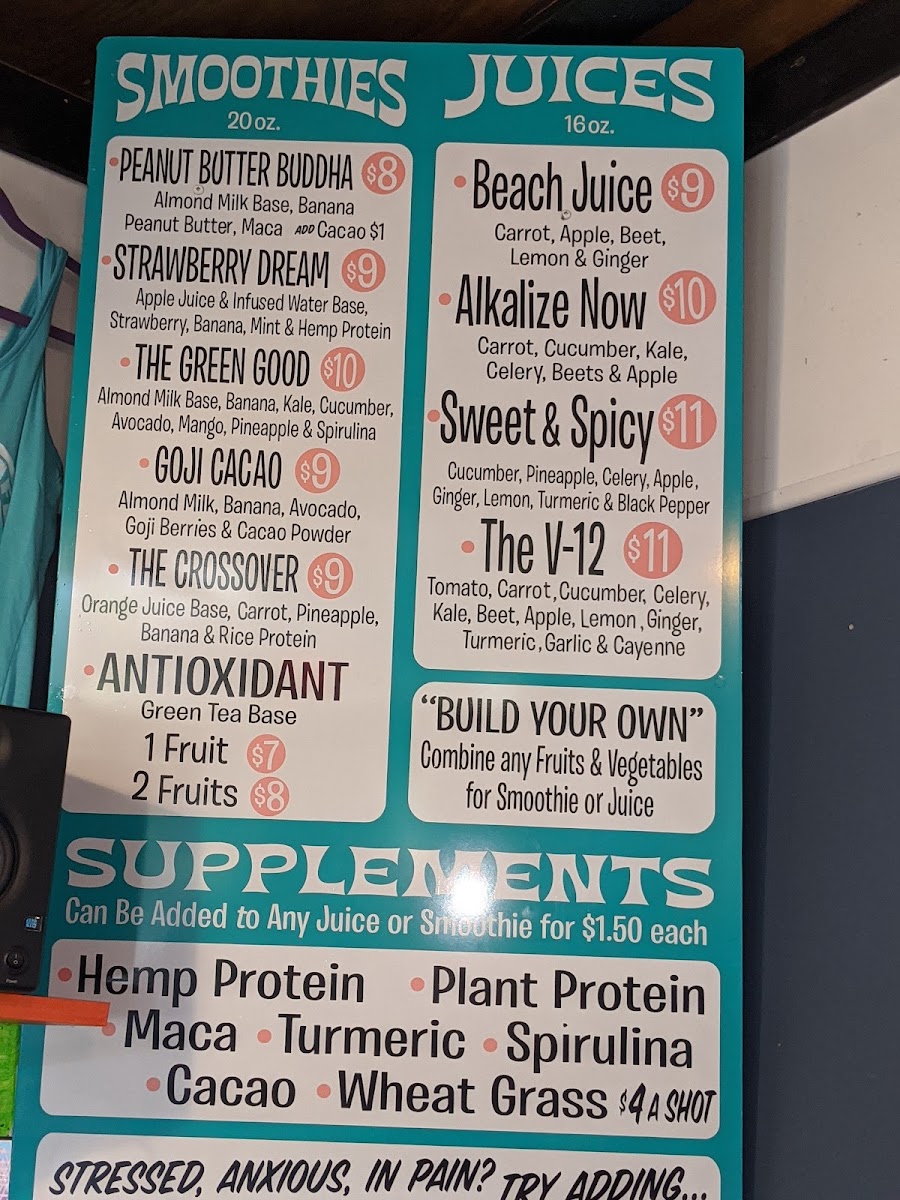 SMOOTHIES
20 oz.
• PEANUT BUTTER BUDDHA $8
Almond Milk Base, Banana
Peanut Butter, Maca ADD Cacao $1
• STRAWBERRY DREAM $9
Apple Juice & Infused Water Base,
Strawberry, Banana, Mint & Hemp Protein
• THE GREEN GOOD $10
Almond Milk Base, Banana, Kale, Cucumber,
Avocado, Mango, Pineapple & Spirulina
• GOJI CACAO $9
Almond Milk, Banana, Avocado,
Goji Berries & Cacao Powder
• THE CROSSOVER $9
Orange Juice Base, Carrot, Pineapple,
Banana & Rice Protein
• ANTIOXIDANT
Green Tea Base
1 Fruit $7
2 Fruits $8
JUICES
16 oz.
• Beach Juice $9
Carrot, Apple, Beet,
Lemon & Ginger
• Alkalize Now $10
Carrot, Cucumber, Kale,
Celery, Beets & Apple
• Sweet & Spicy $11
Cucumber, Pineapple, Celery, Apple,
Ginger, Lemon, Turmeric & Black Pepper
• The V-12 $11
Tomato, Carrot, Cucumber, Celery,
Kale, Beet, Apple, Lemon, Ginger,
Turmeric, Garlic & Cayenne
"BUILD YOUR OWN"
Combine any Fruits & Vegetables
for Smoothie or Juice
SUPPLEMENTS
Can Be Added to Any Juice or Smoothie for $1.50 each
• Hemp Protein • Plant Protein
• Maca • Turmeric • Spirulina
• Cacao • Wheat Grass $4 A SHOT
STRESSED, ANXIOUS, IN PAIN? TRY ADDING...